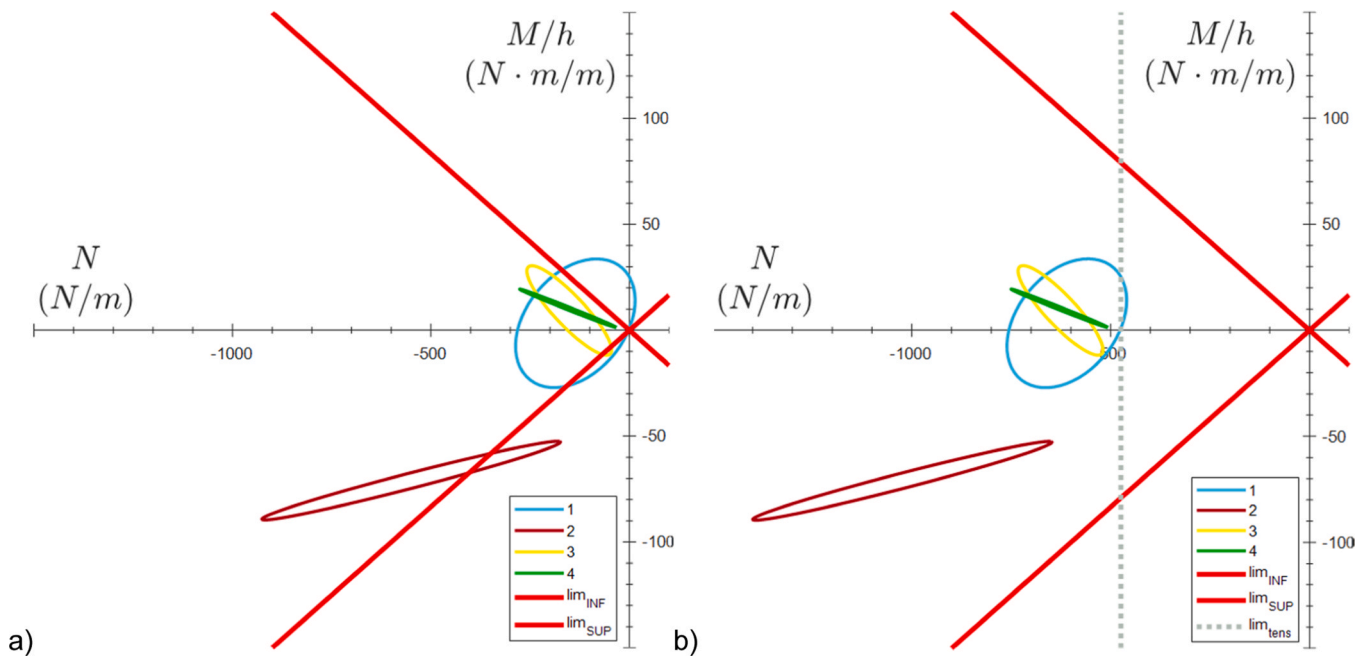 M/h
(N · m/m)
100
50
N
(N/m)
-1000
-500
-50
-100
1
2
3
4
lim_INF
lim_SUP
a)
M/h
(N · m/m)
100
50
N
(N/m)
-1000
-500
-50
-100
1
2
3
4
lim_INF
lim_SUP
lim_tens
b)